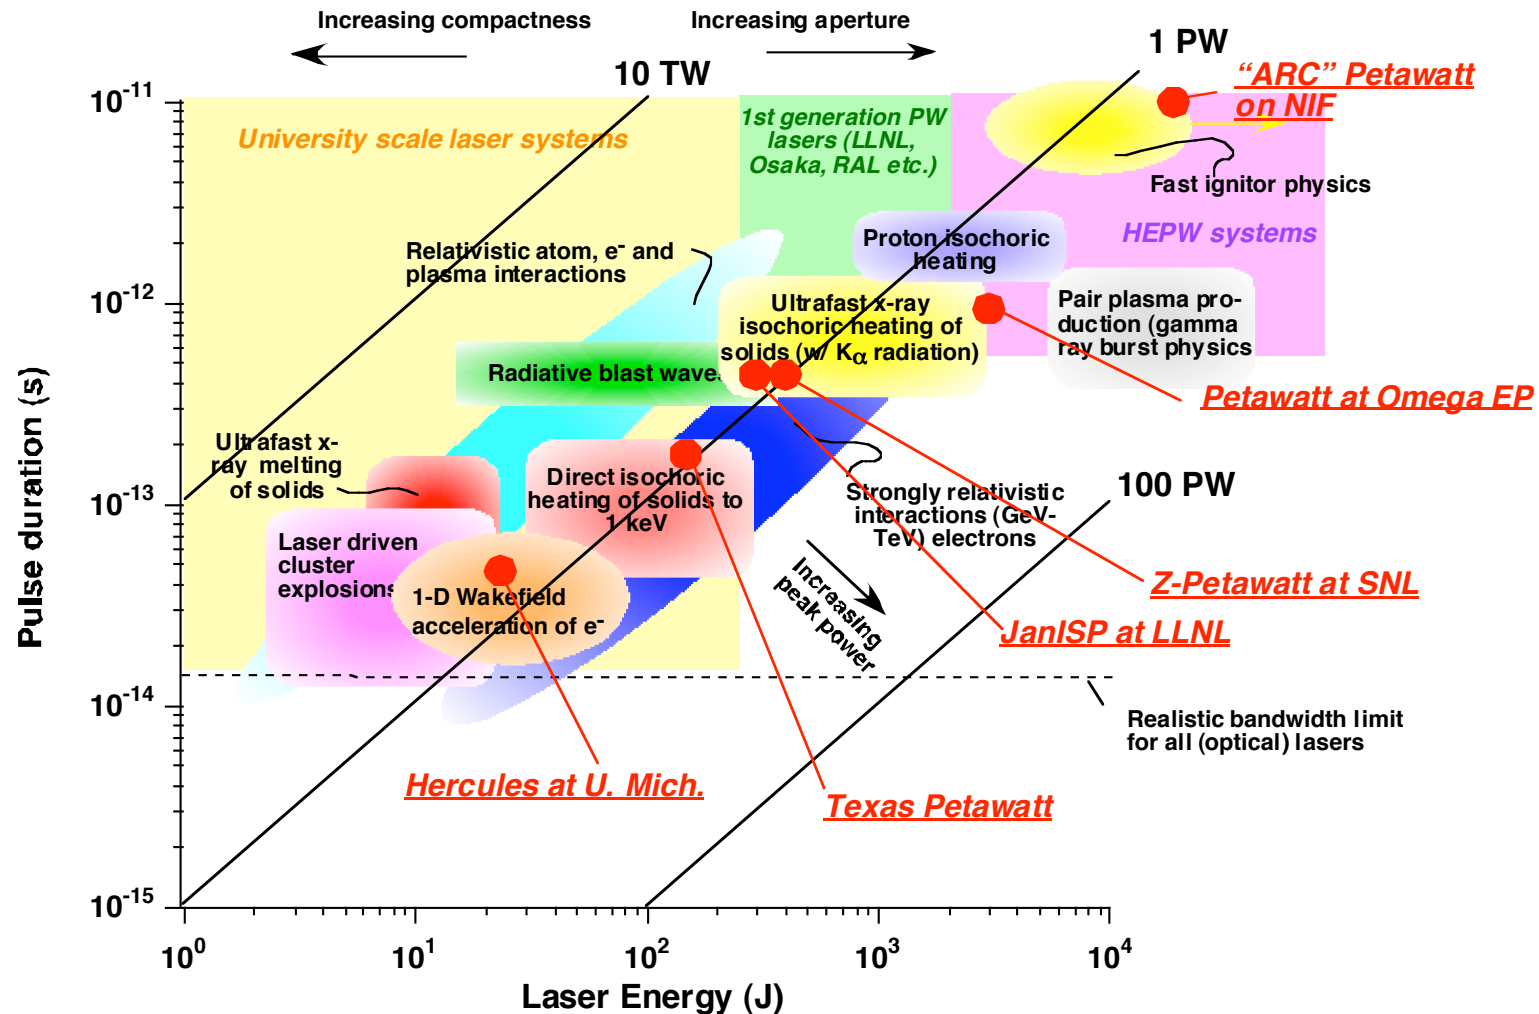 Increasing compactness
Increasing aperture
10 TW
1 PW
"ARC" Petawatt
on NIF
10-11
University scale laser systems
1st generation PW
lasers (LLNL,
Osaka, RAL etc.)
Fast ignitor physics
HEPW systems
Relativistic atom, e- and
plasma interactions
Proton isochoric
heating
10-12
Ultrafast x-ray
isochoric heating of
solids (w/ Kα radiation)
Pair plasma pro-
duction (gamma
ray burst physics
Radiative blast wave
Petawatt at Omega EP
Ultrafast x-
ray melting
of solids
Direct isochoric
heating of solids to
1 keV
10-13
Strongly relativistic
interactions (GeV-
TeV) electrons
100 PW
Laser driven
cluster
explosions
1-D Wakefield
acceleration of e-
Increasing
peak power
Z-Petawatt at SNL
JanISP at LLNL
10-14
Realistic bandwidth limit
for all (optical) lasers
Hercules at U. Mich.
Texas Petawatt
10-15
Pulse duration (s)
100
101
102
103
104
Laser Energy (J)